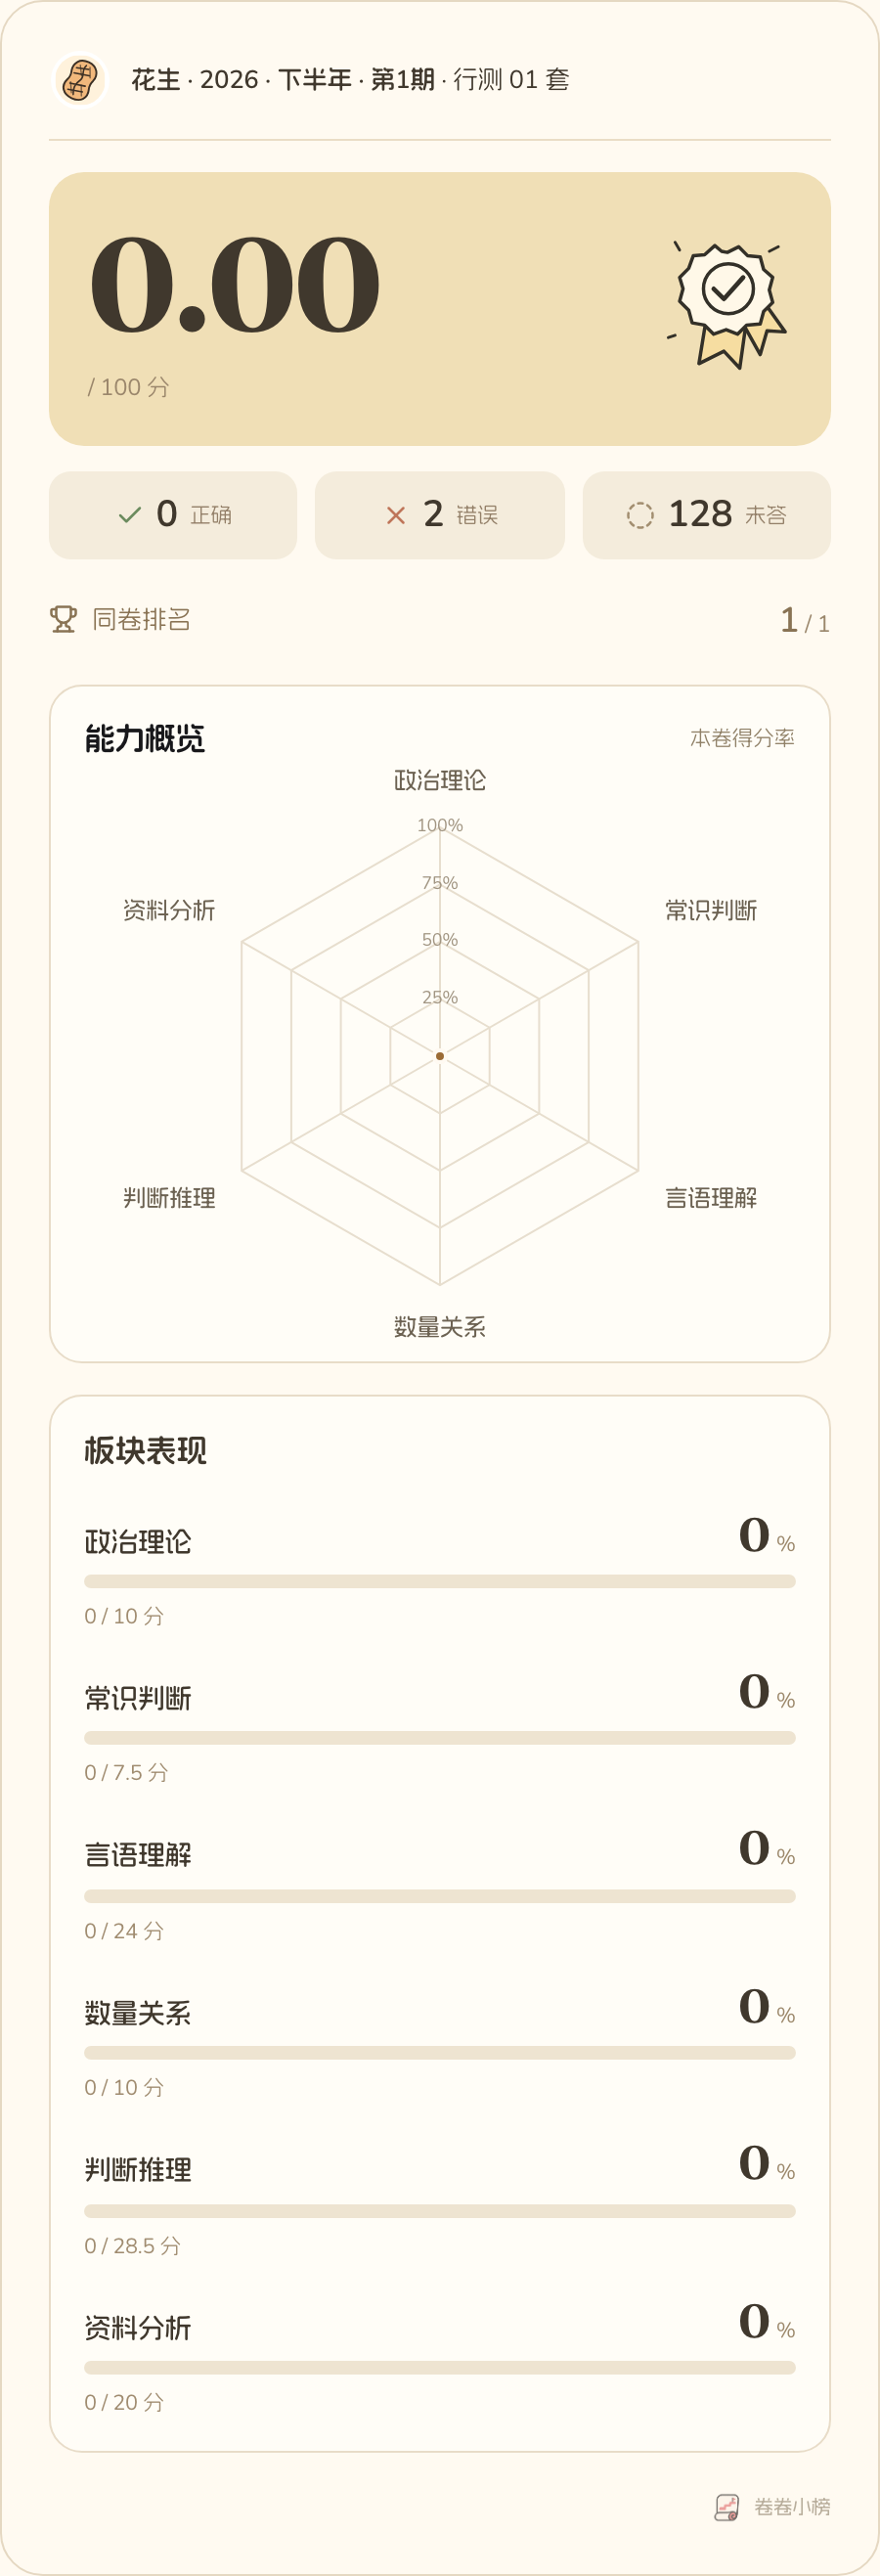 花生 · 2026 · 下半年 · 第1期 · 行测 01 套
0.00
/ 100 分
0 正确
2 错误
128 未答
同卷排名
1 / 1
能力概览
本卷得分率
政治理论
100%
75%
50%
25%
资料分析
常识判断
判断推理
言语理解
数量关系
板块表现
政治理论
0 %
0 / 10 分
常识判断
0 %
0 / 7.5 分
言语理解
0 %
0 / 24 分
数量关系
0 %
0 / 10 分
判断推理
0 %
0 / 28.5 分
资料分析
0 %
0 / 20 分
卷卷小榜